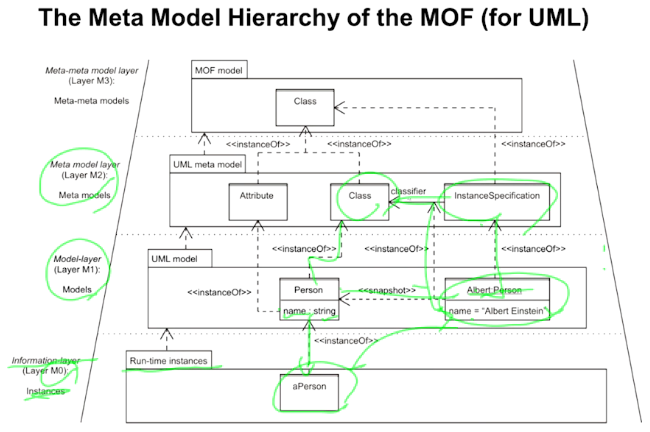 The Meta Model Hierarchy of the MOF (for UML)
Meta-meta model layer
(Layer M3):
Meta-meta models
MOF model
Class
<<instanceOf>>
<<instanceOf>>
<<instanceOf>>
Meta model layer
(Layer M2):
Meta models
UML meta model
Attribute
Class
classifier
InstanceSpecification
<<instanceOf>>
<<instanceOf>>
<<instanceOf>>
Model-layer
(Layer M1):
Models
UML model
<<instanceOf>>
Person
name : string
<<snapshot>>
Albert:Person
name = "Albert Einstein"
<<instanceOf>>
Information-layer
(Layer M0):
Instances
Run-time instances
aPerson